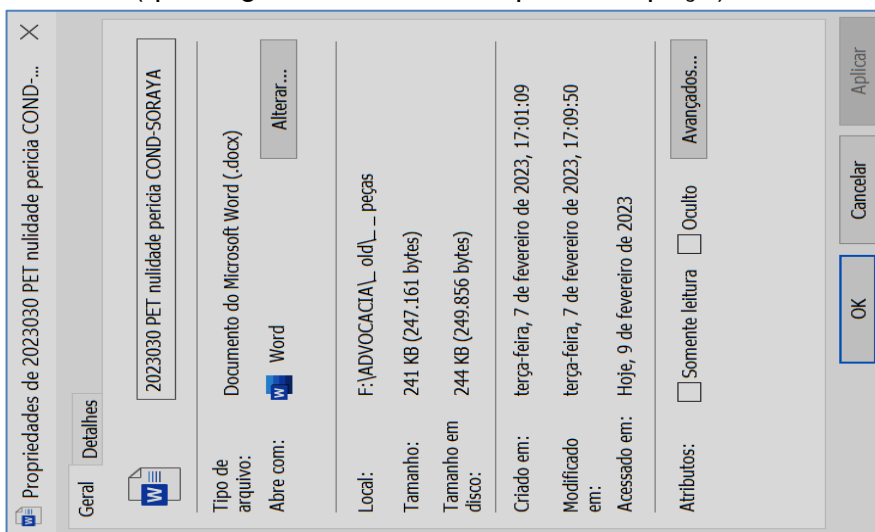 Propriedades de 2023030 PET nulidade pericia COND-...
Geral
Detalhes
2023030 PET nulidade pericia COND-SORAYA
Tipo de
arquivo:
Documento do Microsoft Word (.docx)
Abre com:
Word
Alterar...
Local:
F:\ADVOCACIA\_ old\_ _ peças
Tamanho:
241 KB (247.161 bytes)
Tamanho em
disco:
244 KB (249.856 bytes)
Criado em:
terça-feira, 7 de fevereiro de 2023, 17:01:09
Modificado
em:
terça-feira, 7 de fevereiro de 2023, 17:09:50
Acessado em:
Hoje, 9 de fevereiro de 2023
Atributos:
Somente leitura
Oculto
Avançados...
OK
Cancelar
Aplicar